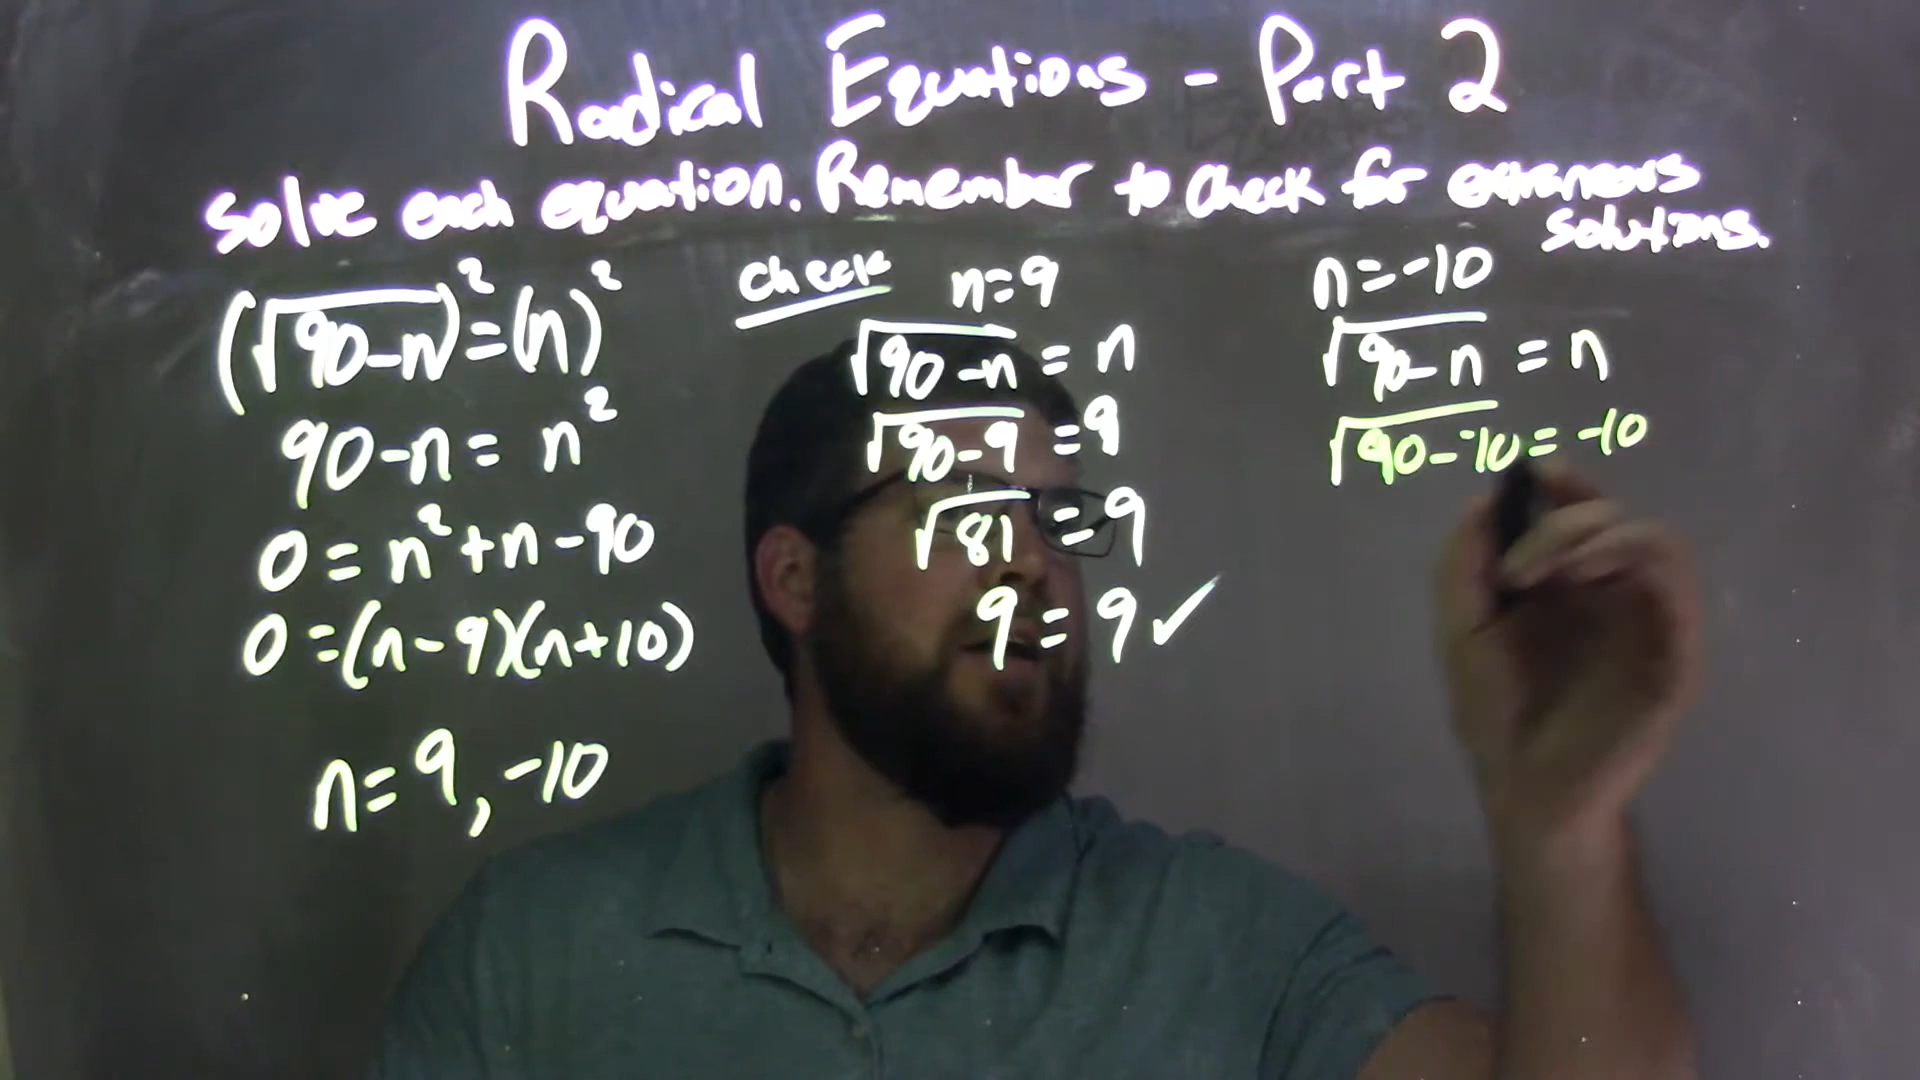 Radical Equations - Part 2
Solve each equation. Remember to check for extraneous solutions.
(√90-n)² = (n)²
90-n = n²
0 = n²+n-90
0 = (n-9)(n+10)
n = 9, -10
check
n = 9
√90-n = n
√90-9 = 9
√81 = 9
9 = 9 ✓
n = -10
√90-n = n
√90--10 = -10